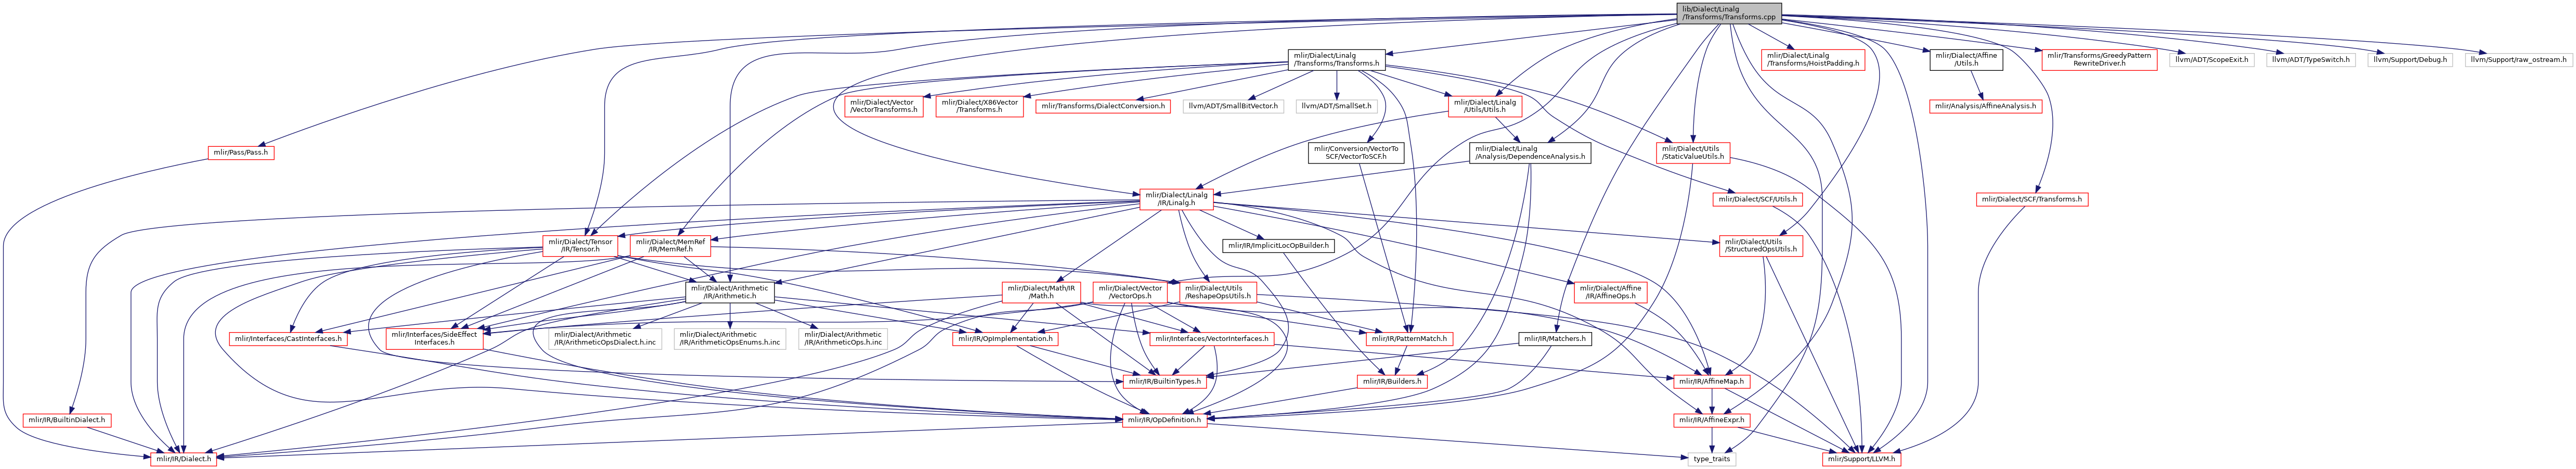 lib/Dialect/Linalg
/Transforms/Transforms.cpp
mlir/Dialect/Linalg
/Transforms/Transforms.h
mlir/Dialect/Linalg
/Transforms/HoistPadding.h
mlir/Dialect/Affine
/Utils.h
mlir/Transforms/GreedyPattern
RewriteDriver.h
llvm/ADT/ScopeExit.h
llvm/ADT/TypeSwitch.h
llvm/Support/Debug.h
llvm/Support/raw_ostream.h
mlir/Dialect/Vector
/VectorTransforms.h
mlir/Dialect/X86Vector
/Transforms.h
mlir/Transforms/DialectConversion.h
llvm/ADT/SmallBitVector.h
llvm/ADT/SmallSet.h
mlir/Dialect/Linalg
/Utils/Utils.h
mlir/Analysis/AffineAnalysis.h
mlir/Pass/Pass.h
mlir/Conversion/VectorTo
SCF/VectorToSCF.h
mlir/Dialect/Linalg
/Analysis/DependenceAnalysis.h
mlir/Dialect/Utils
/StaticValueUtils.h
mlir/Dialect/Linalg
/IR/Linalg.h
mlir/Dialect/SCF/Utils.h
mlir/Dialect/SCF/Transforms.h
mlir/Dialect/Tensor
/IR/Tensor.h
mlir/Dialect/MemRef
/IR/MemRef.h
mlir/IR/ImplicitLocOpBuilder.h
mlir/Dialect/Utils
/StructuredOpsUtils.h
mlir/Dialect/Arithmetic
/IR/Arithmetic.h
mlir/Dialect/Math/IR
/Math.h
mlir/Dialect/Vector
/VectorOps.h
mlir/Dialect/Utils
/ReshapeOpsUtils.h
mlir/Dialect/Affine
/IR/AffineOps.h
mlir/Interfaces/CastInterfaces.h
mlir/Interfaces/SideEffect
Interfaces.h
mlir/Dialect/Arithmetic
/IR/ArithmeticOpsDialect.h.inc
mlir/Dialect/Arithmetic
/IR/ArithmeticOpsEnums.h.inc
mlir/Dialect/Arithmetic
/IR/ArithmeticOps.h.inc
mlir/IR/OpImplementation.h
mlir/Interfaces/VectorInterfaces.h
mlir/IR/PatternMatch.h
mlir/IR/Matchers.h
mlir/IR/BuiltinTypes.h
mlir/IR/Builders.h
mlir/IR/AffineMap.h
mlir/IR/BuiltinDialect.h
mlir/IR/OpDefinition.h
mlir/IR/AffineExpr.h
mlir/IR/Dialect.h
type_traits
mlir/Support/LLVM.h